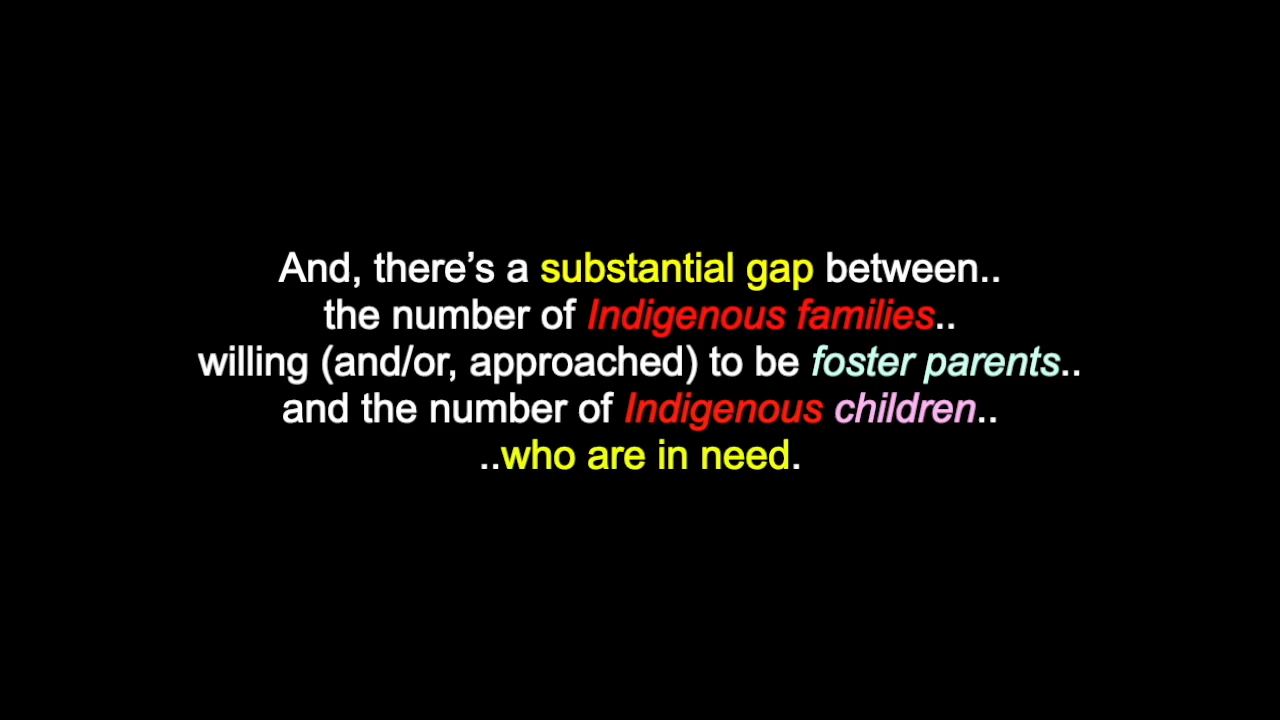 And, there’s a substantial gap between..
the number of Indigenous families..
willing (and/or, approached) to be foster parents..
and the number of Indigenous children..
..who are in need.